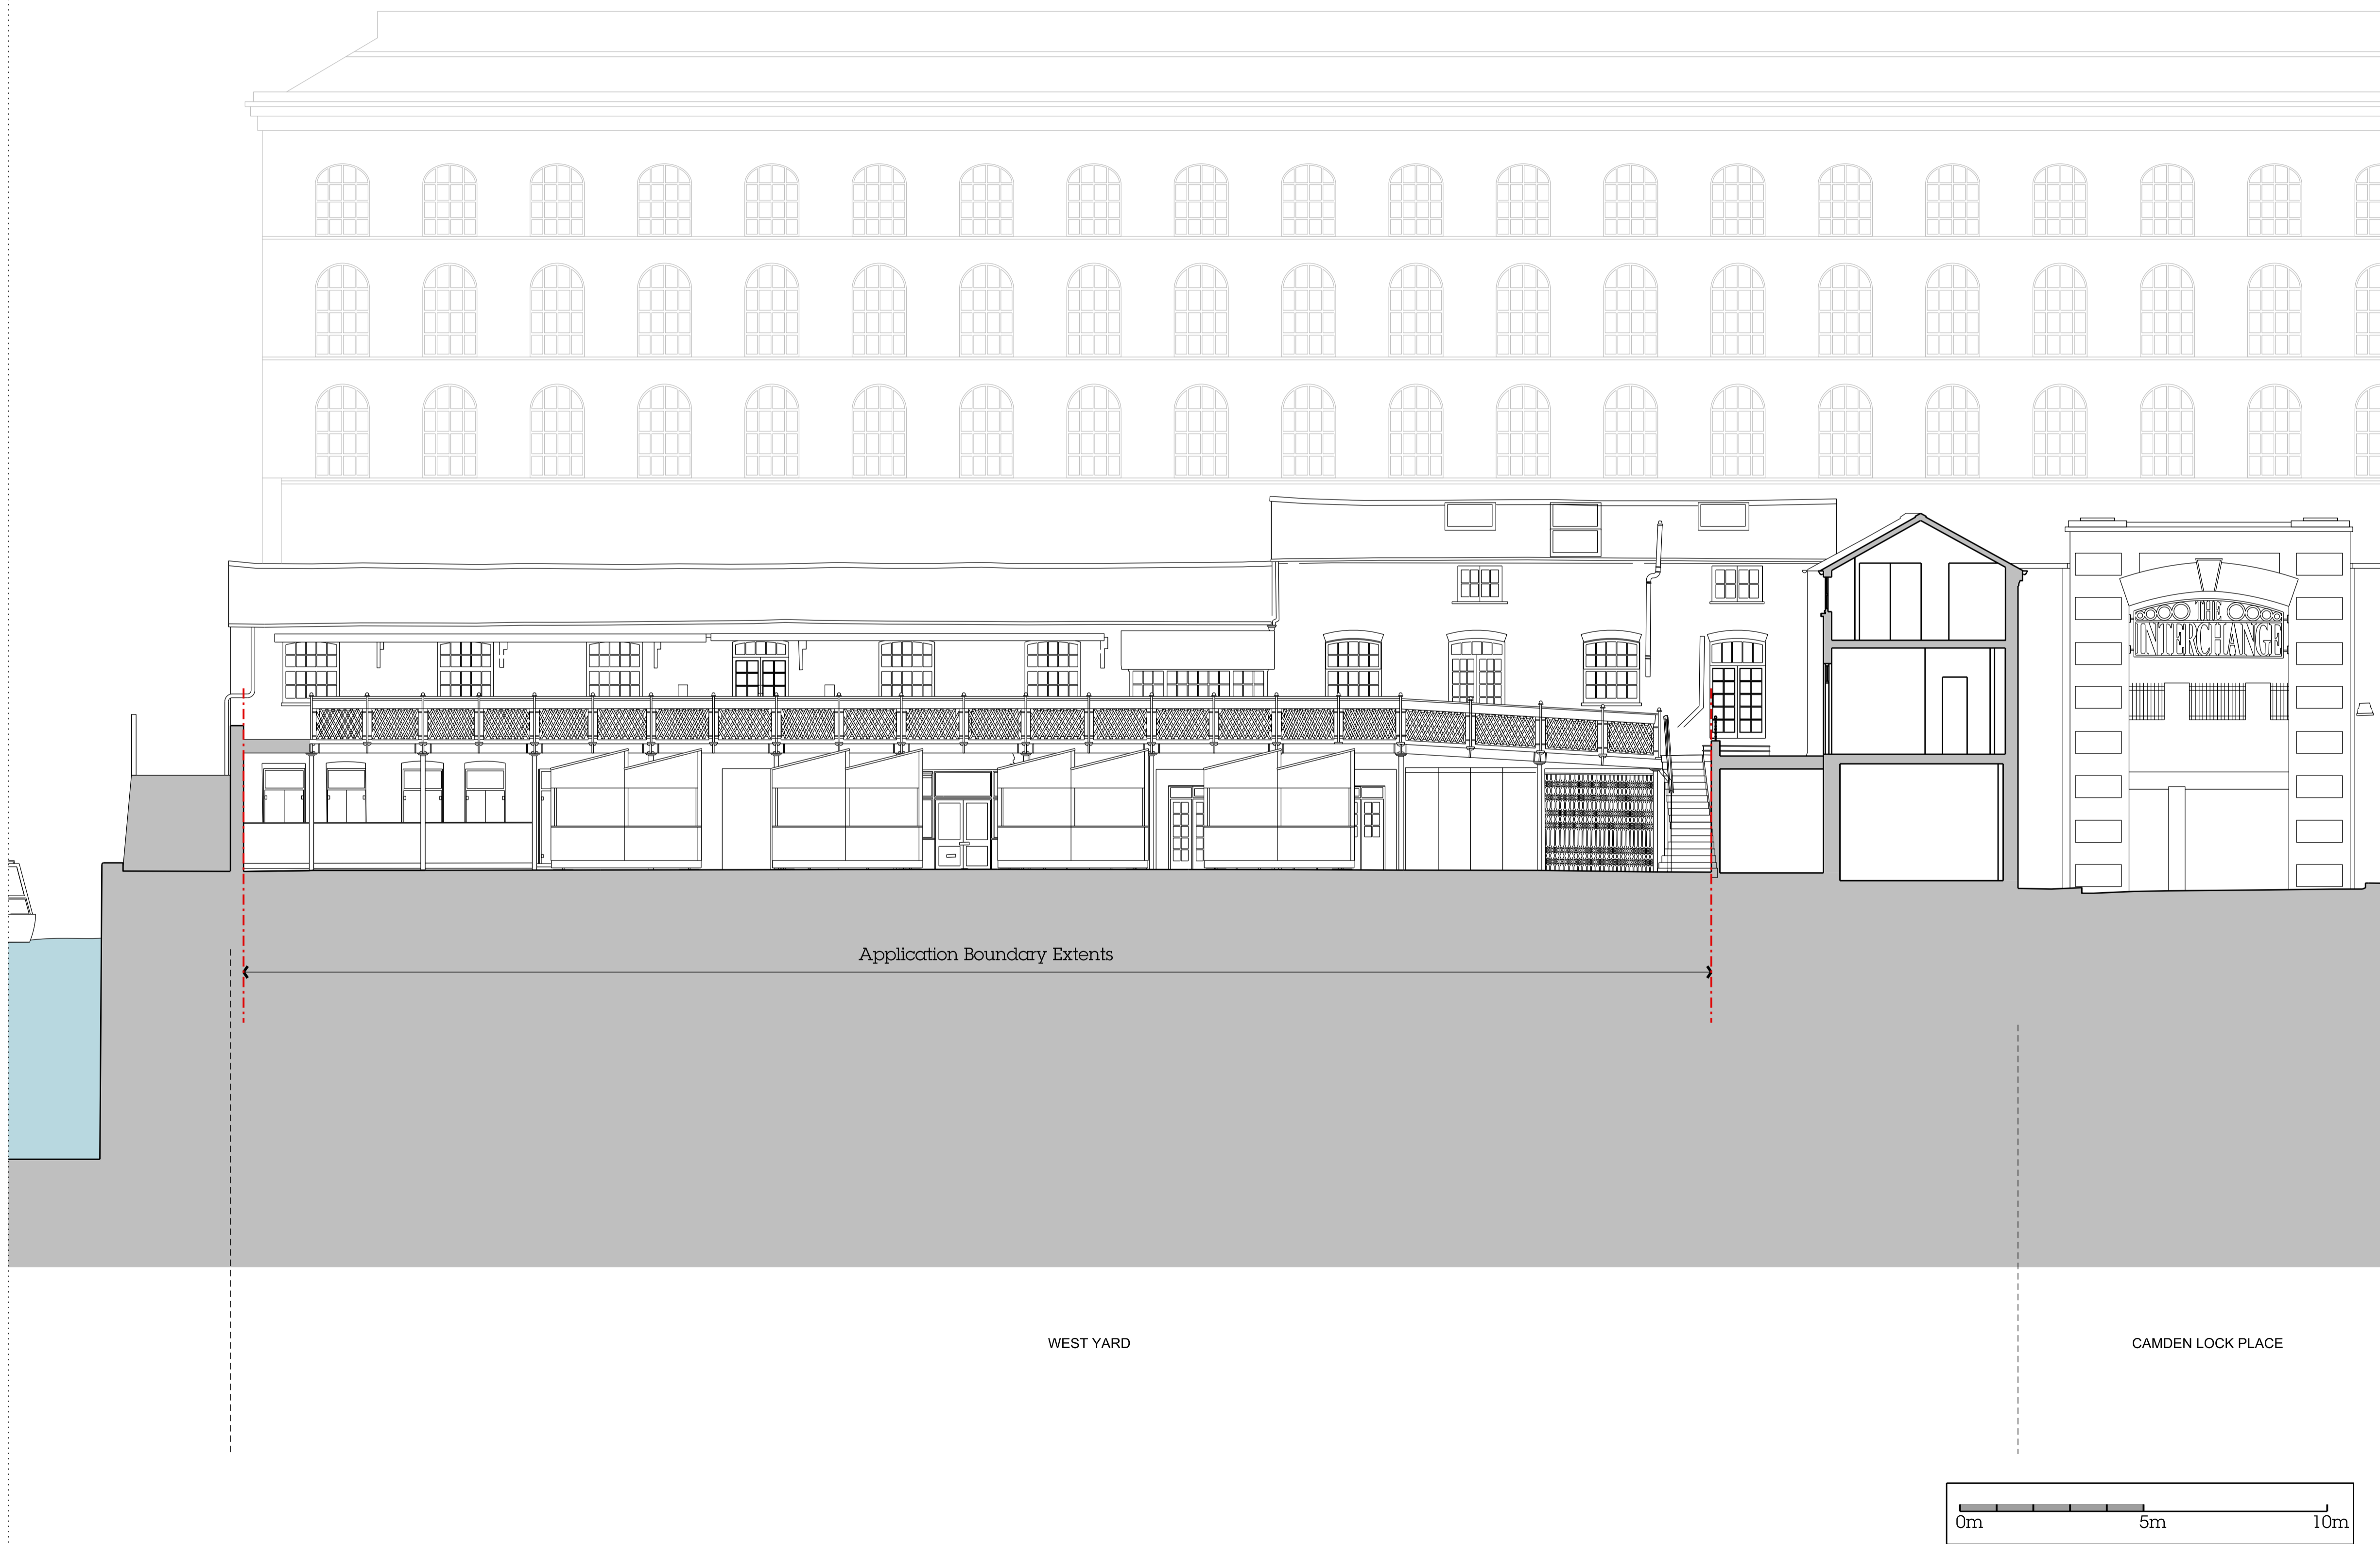 THE
INTERCHANGE
Application Boundary Extents
WEST YARD
CAMDEN LOCK PLACE
0m 5m 10m